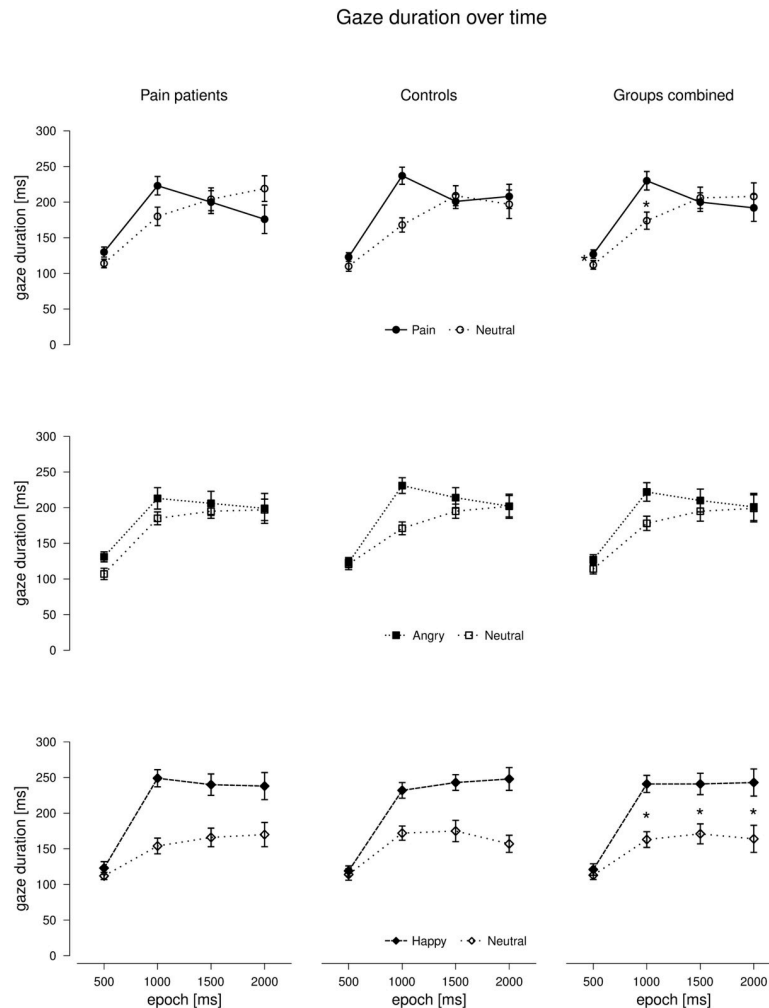 Gaze duration over time
Pain patients Controls Groups combined
gaze duration [ms]
300
250
200
150
100
50
0
*
*
Pain Neutral
gaze duration [ms]
300
250
200
150
100
50
0
Angry Neutral
gaze duration [ms]
300
250
200
150
100
50
0
* * *
Happy Neutral
500 1000 1500 2000 500 1000 1500 2000 500 1000 1500 2000
epoch [ms] epoch [ms] epoch [ms]